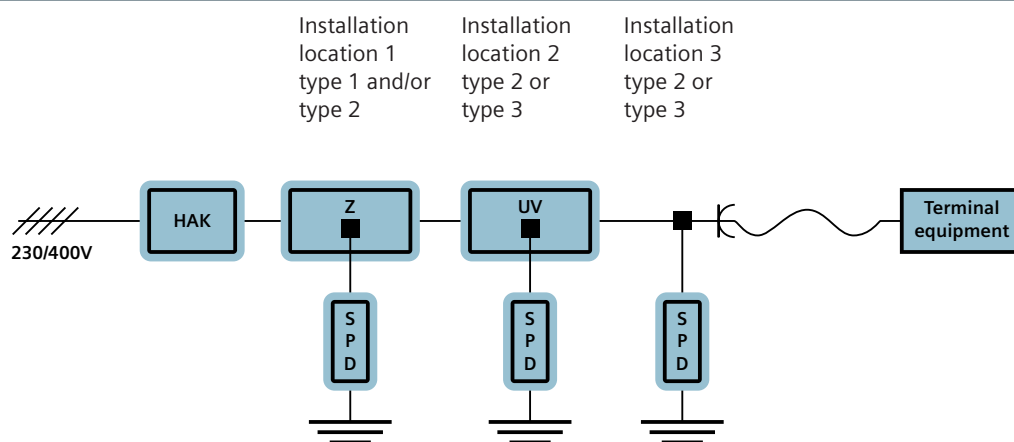 Installation
location 1
type 1 and/or
type 2
Installation
location 2
type 2 or
type 3
Installation
location 3
type 2 or
type 3
230/400V
HAK
Z
UV
Terminal
equipment
S
P
D
S
P
D
S
P
D